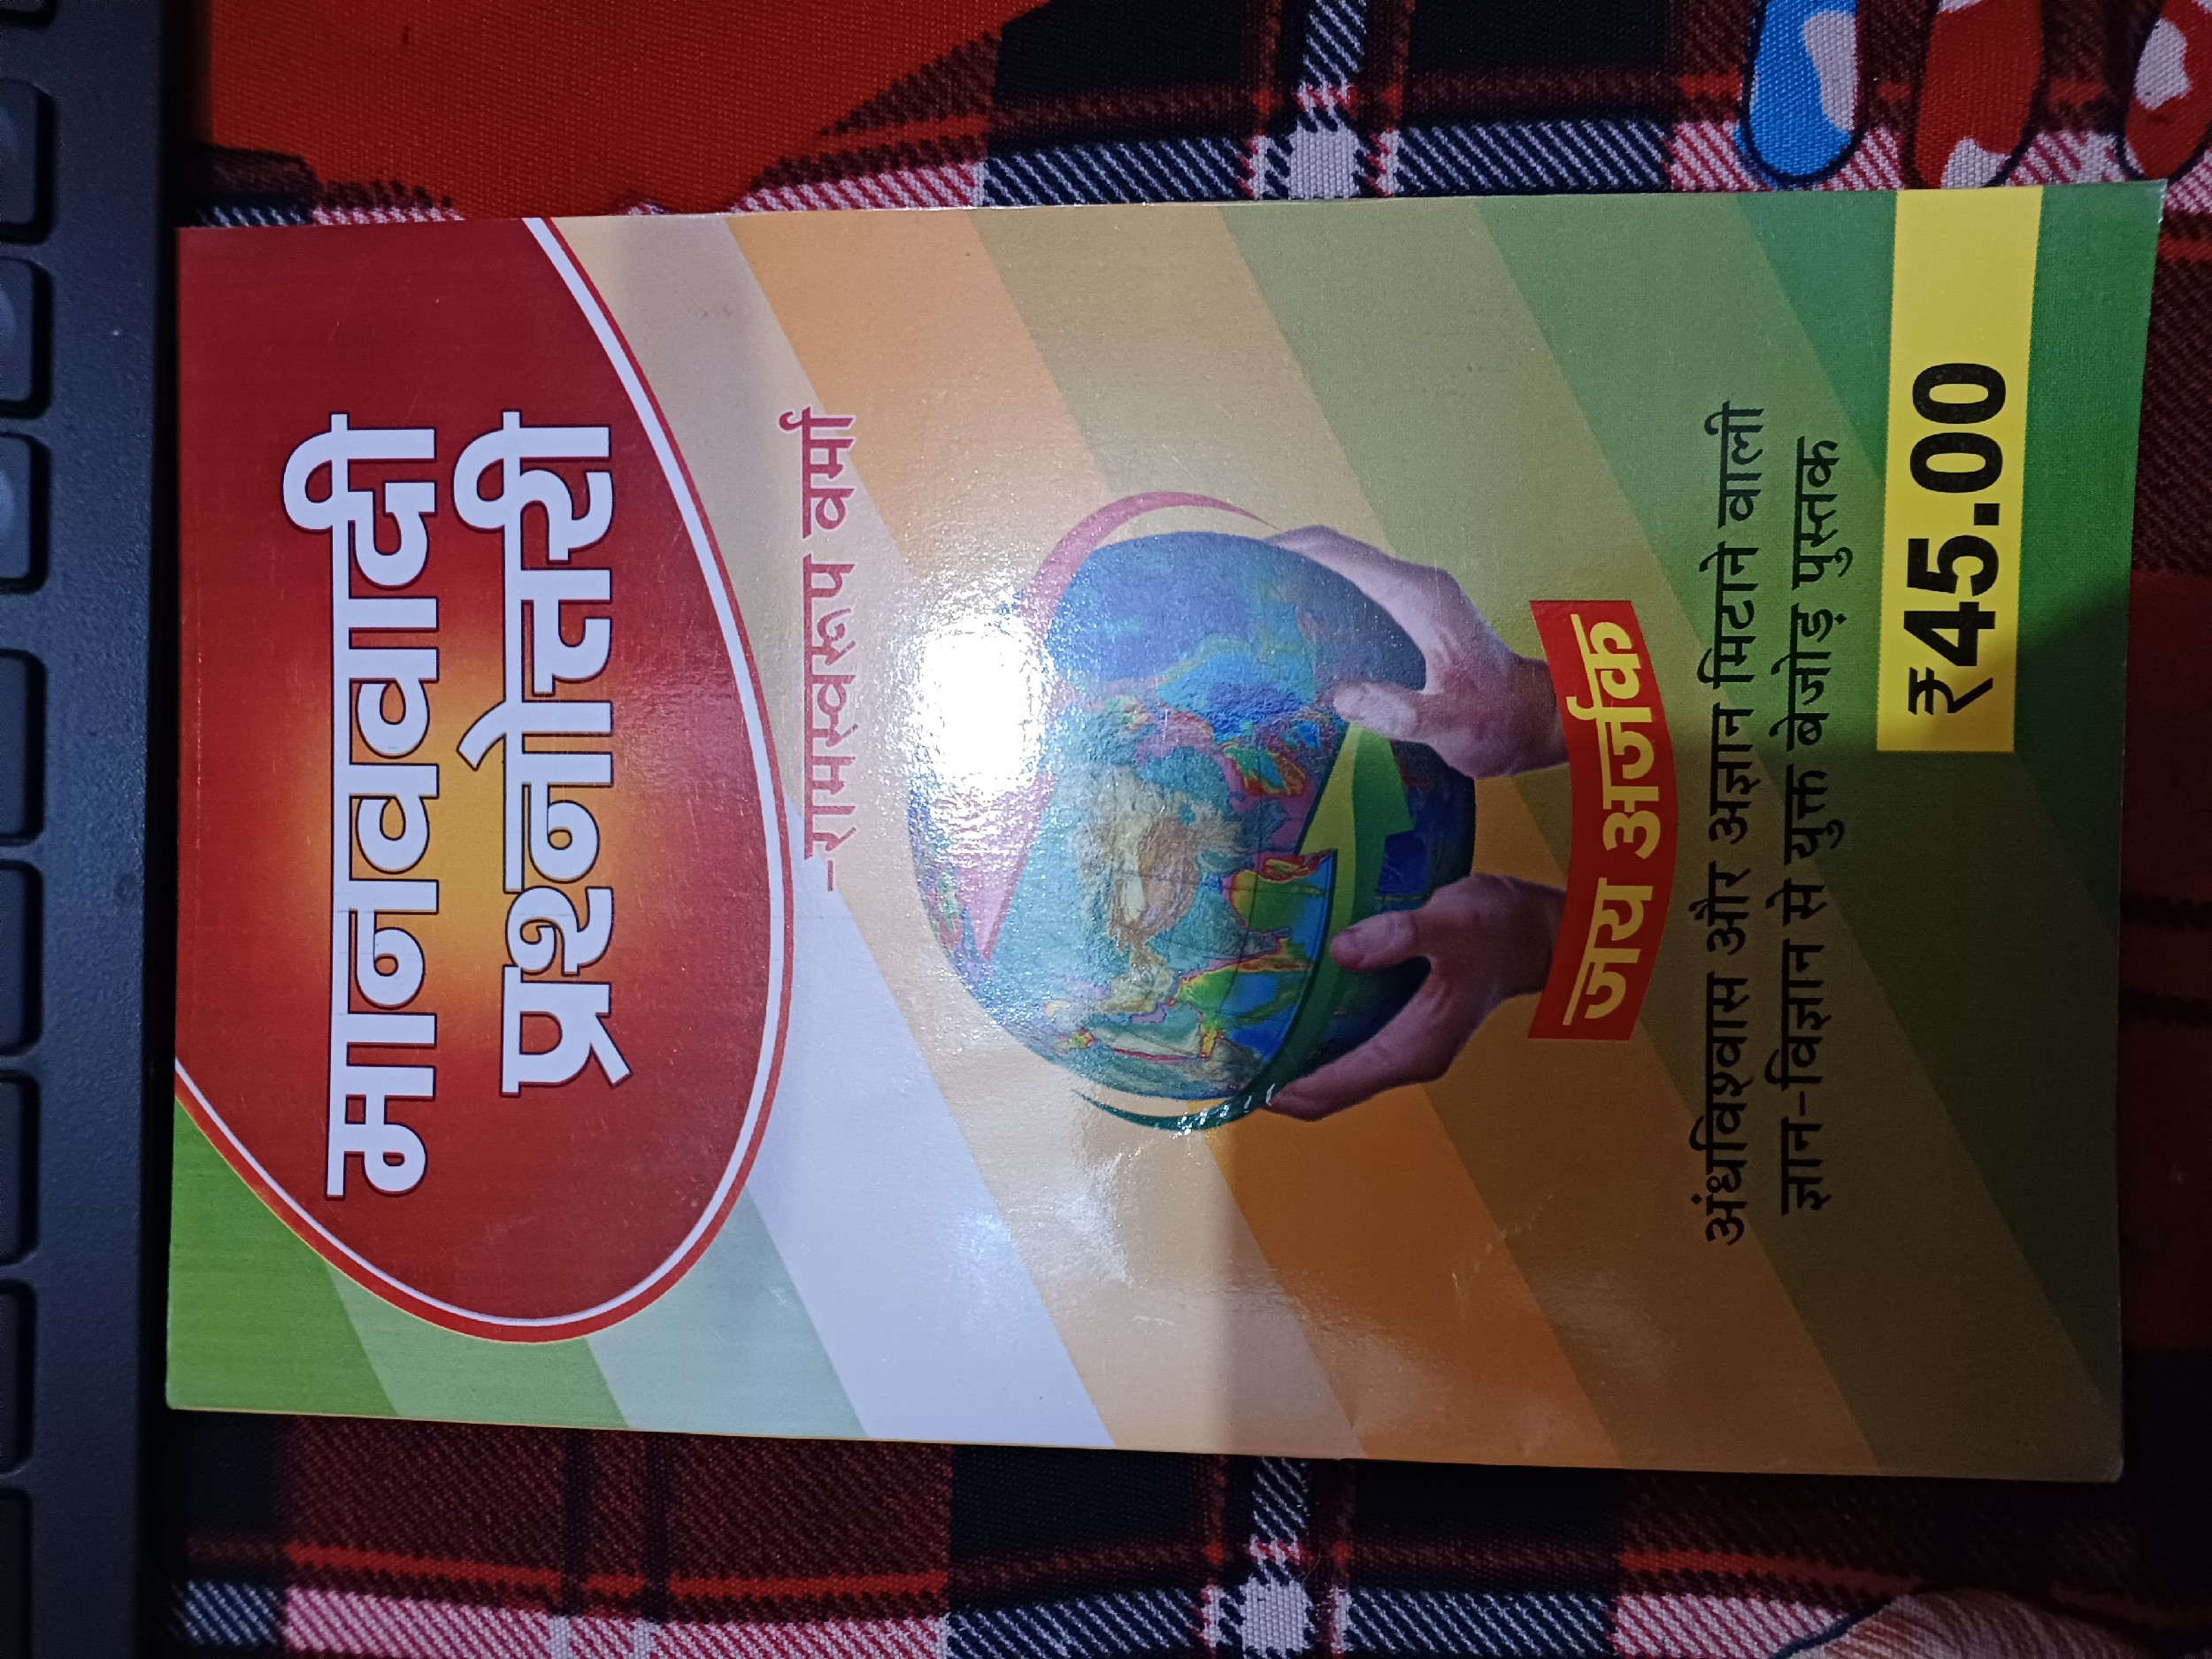 मानववादी
प्रश्नोत्तरी
-रामस्वरूप वर्मा
जय अर्जक
अंधविश्वास और अज्ञान मिटाने वाली
ज्ञान-विज्ञान से युक्त बेजोड़ पुस्तक
₹45.00